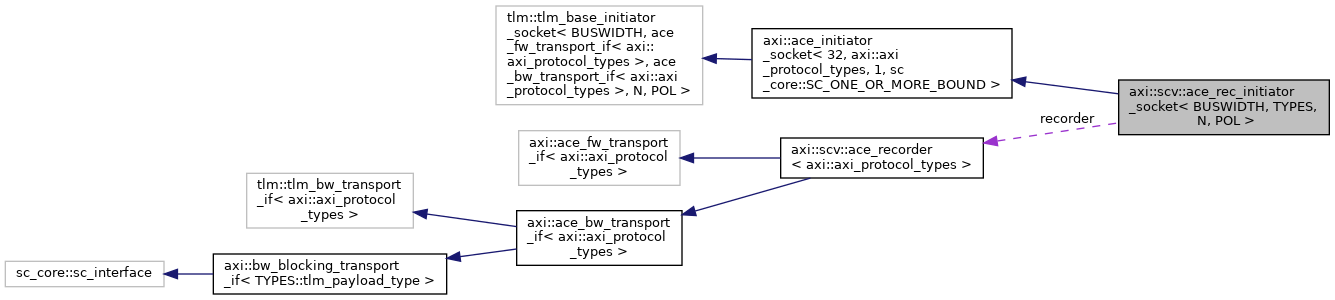 tlm::tlm_base_initiator
_socket< BUSWIDTH, ace
_fw_transport_if< axi::
axi_protocol_types >, ace
_bw_transport_if< axi::axi
_protocol_types >, N, POL >
axi::ace_initiator
_socket< 32, axi::axi
_protocol_types, 1, sc
_core::SC_ONE_OR_MORE_BOUND >
axi::scv::ace_rec_initiator
_socket< BUSWIDTH, TYPES,
N, POL >
recorder
axi::ace_fw_transport
_if< axi::axi_protocol
_types >
axi::scv::ace_recorder
< axi::axi_protocol_types >
tlm::tlm_bw_transport
_if< axi::axi_protocol
_types >
axi::ace_bw_transport
_if< axi::axi_protocol
_types >
sc_core::sc_interface
axi::bw_blocking_transport
_if< TYPES::tlm_payload_type >